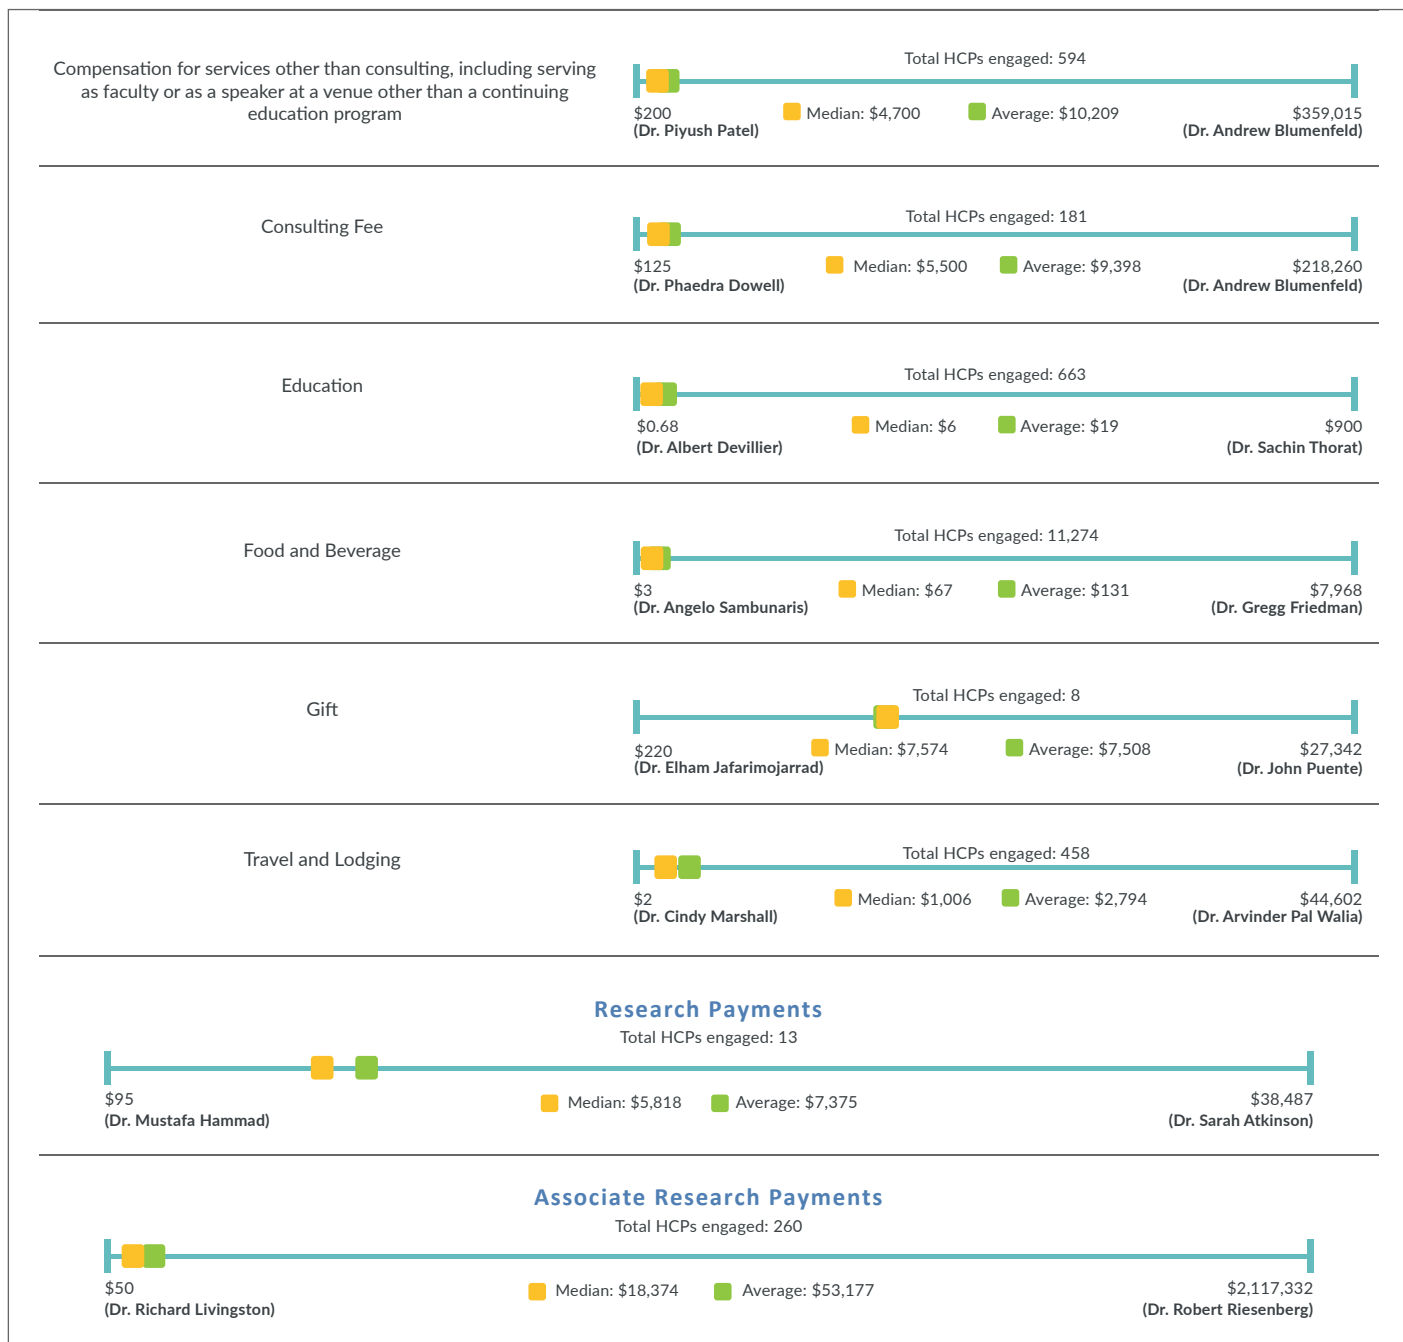 Compensation for services other than consulting, including serving
as faculty or as a speaker at a venue other than a continuing
education program
Total HCPs engaged: 594
$200
(Dr. Piyush Patel)
Median: $4,700
Average: $10,209
$359,015
(Dr. Andrew Blumenfeld)
Consulting Fee
Total HCPs engaged: 181
$125
(Dr. Phaedra Dowell)
Median: $5,500
Average: $9,398
$218,260
(Dr. Andrew Blumenfeld)
Education
Total HCPs engaged: 663
$0.68
(Dr. Albert Devillier)
Median: $6
Average: $19
$900
(Dr. Sachin Thorat)
Food and Beverage
Total HCPs engaged: 11,274
$3
(Dr. Angelo Sambunaris)
Median: $67
Average: $131
$7,968
(Dr. Gregg Friedman)
Gift
Total HCPs engaged: 8
$220
(Dr. Elham Jafarimojarrad)
Median: $7,574
Average: $7,508
$27,342
(Dr. John Puente)
Travel and Lodging
Total HCPs engaged: 458
$2
(Dr. Cindy Marshall)
Median: $1,006
Average: $2,794
$44,602
(Dr. Arvinder Pal Walia)
Research Payments
Total HCPs engaged: 13
$95
(Dr. Mustafa Hammad)
Median: $5,818
Average: $7,375
$38,487
(Dr. Sarah Atkinson)
Associate Research Payments
Total HCPs engaged: 260
$50
(Dr. Richard Livingston)
Median: $18,374
Average: $53,177
$2,117,332
(Dr. Robert Riesenberg)